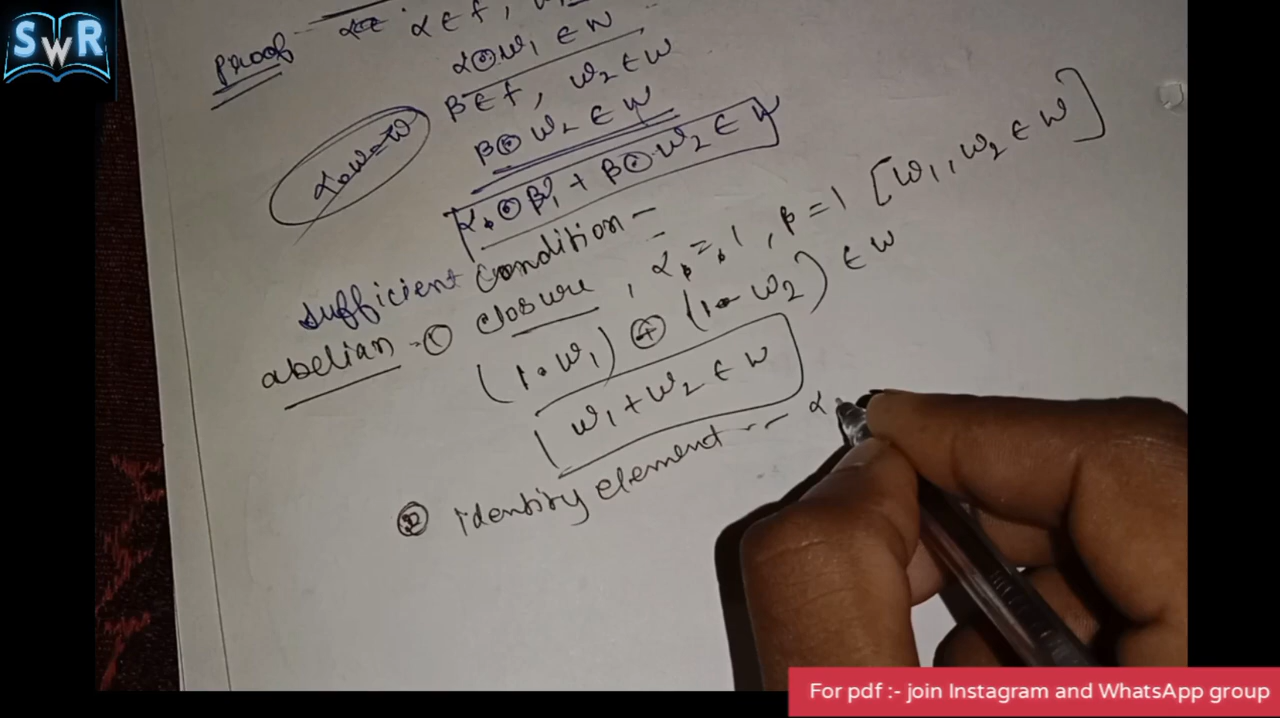 SWR
Proof - α ∈ f,
α⊙w₁ ∈ W
β ∈ f, w₂ ∈ W
β⊙w₂ ∈ W
α.w=w
α.⊙β₁ + β⊙w₂ ∈ W
Sufficient Condition -
abelian - ① closure, α = 1, β = 1 [w₁, w₂ ∈ W]
(1.w₁) ⊕ (1.w₂) ∈ W
w₁ + w₂ ∈ W
② identity element -- α
For pdf :- join Instagram and WhatsApp group